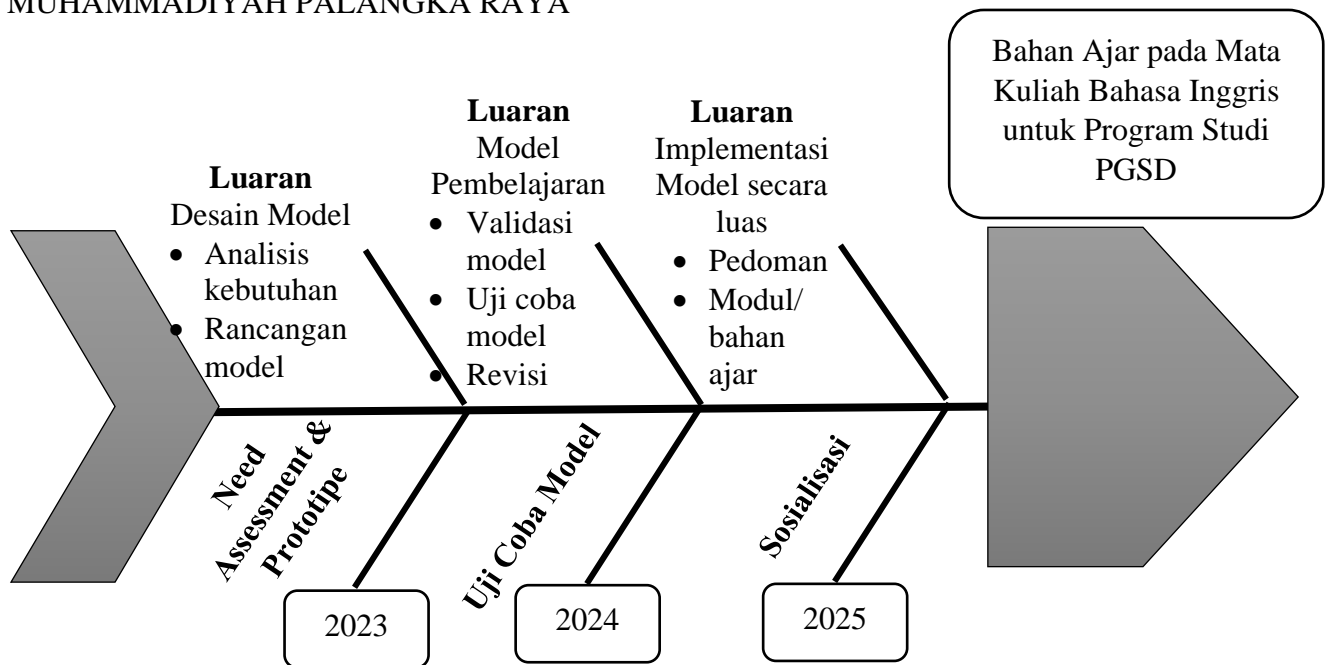 MUHAMMADIYAH PALANGKA RAYA
Bahan Ajar pada Mata
Kuliah Bahasa Inggris
untuk Program Studi
PGSD
Luaran
Desain Model
• Analisis
kebutuhan
• Rancangan
model
Luaran
Model
Pembelajaran
• Validasi
model
• Uji coba
model
• Revisi
Luaran
Implementasi
Model secara
luas
• Pedoman
• Modul/
bahan
ajar
Need
Assessment &
Prototipe
Uji Coba Model
Sosialisasi
2023
2024
2025